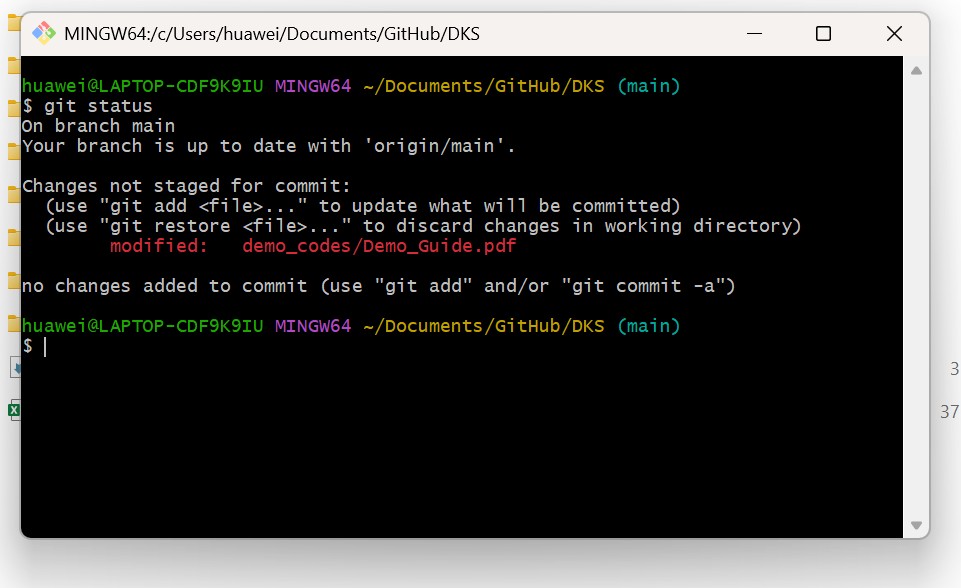 MINGW64:/c/Users/huawei/Documents/GitHub/DKS
huawei@LAPTOP-CDF9K9IU MINGW64 ~/Documents/GitHub/DKS (main)
$ git status
On branch main
Your branch is up to date with 'origin/main'.
Changes not staged for commit:
(use "git add <file>..." to update what will be committed)
(use "git restore <file>..." to discard changes in working directory)
modified: demo_codes/Demo_Guide.pdf
no changes added to commit (use "git add" and/or "git commit -a")
huawei@LAPTOP-CDF9K9IU MINGW64 ~/Documents/GitHub/DKS (main)
$
3
37